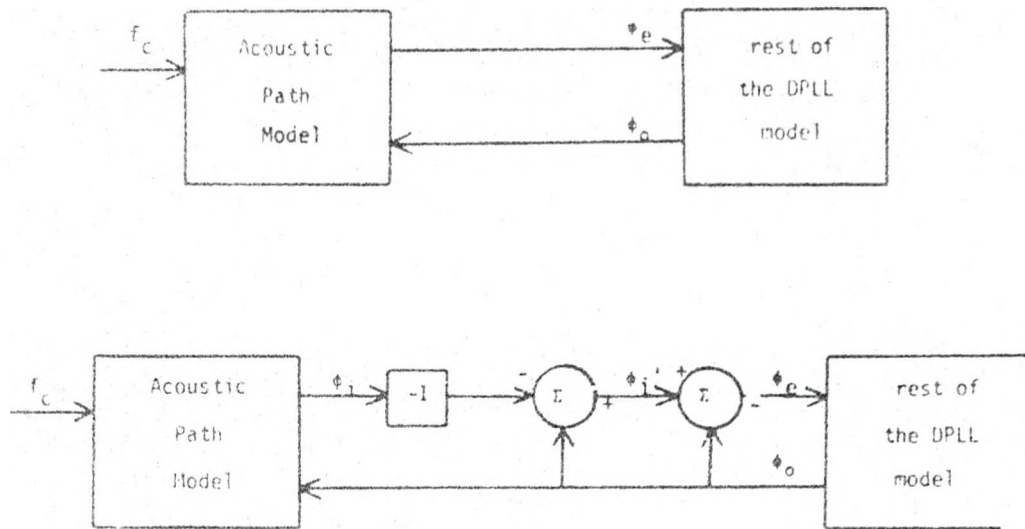 f_c
Acoustic
Path
Model
ϕ_e
ϕ_o
rest of
the DPLL
model
f_c
Acoustic
Path
Model
ϕ_i
-1
-
Σ
+
ϕ_i'
+
Σ
-
ϕ_e
ϕ_o
rest of
the DPLL
model